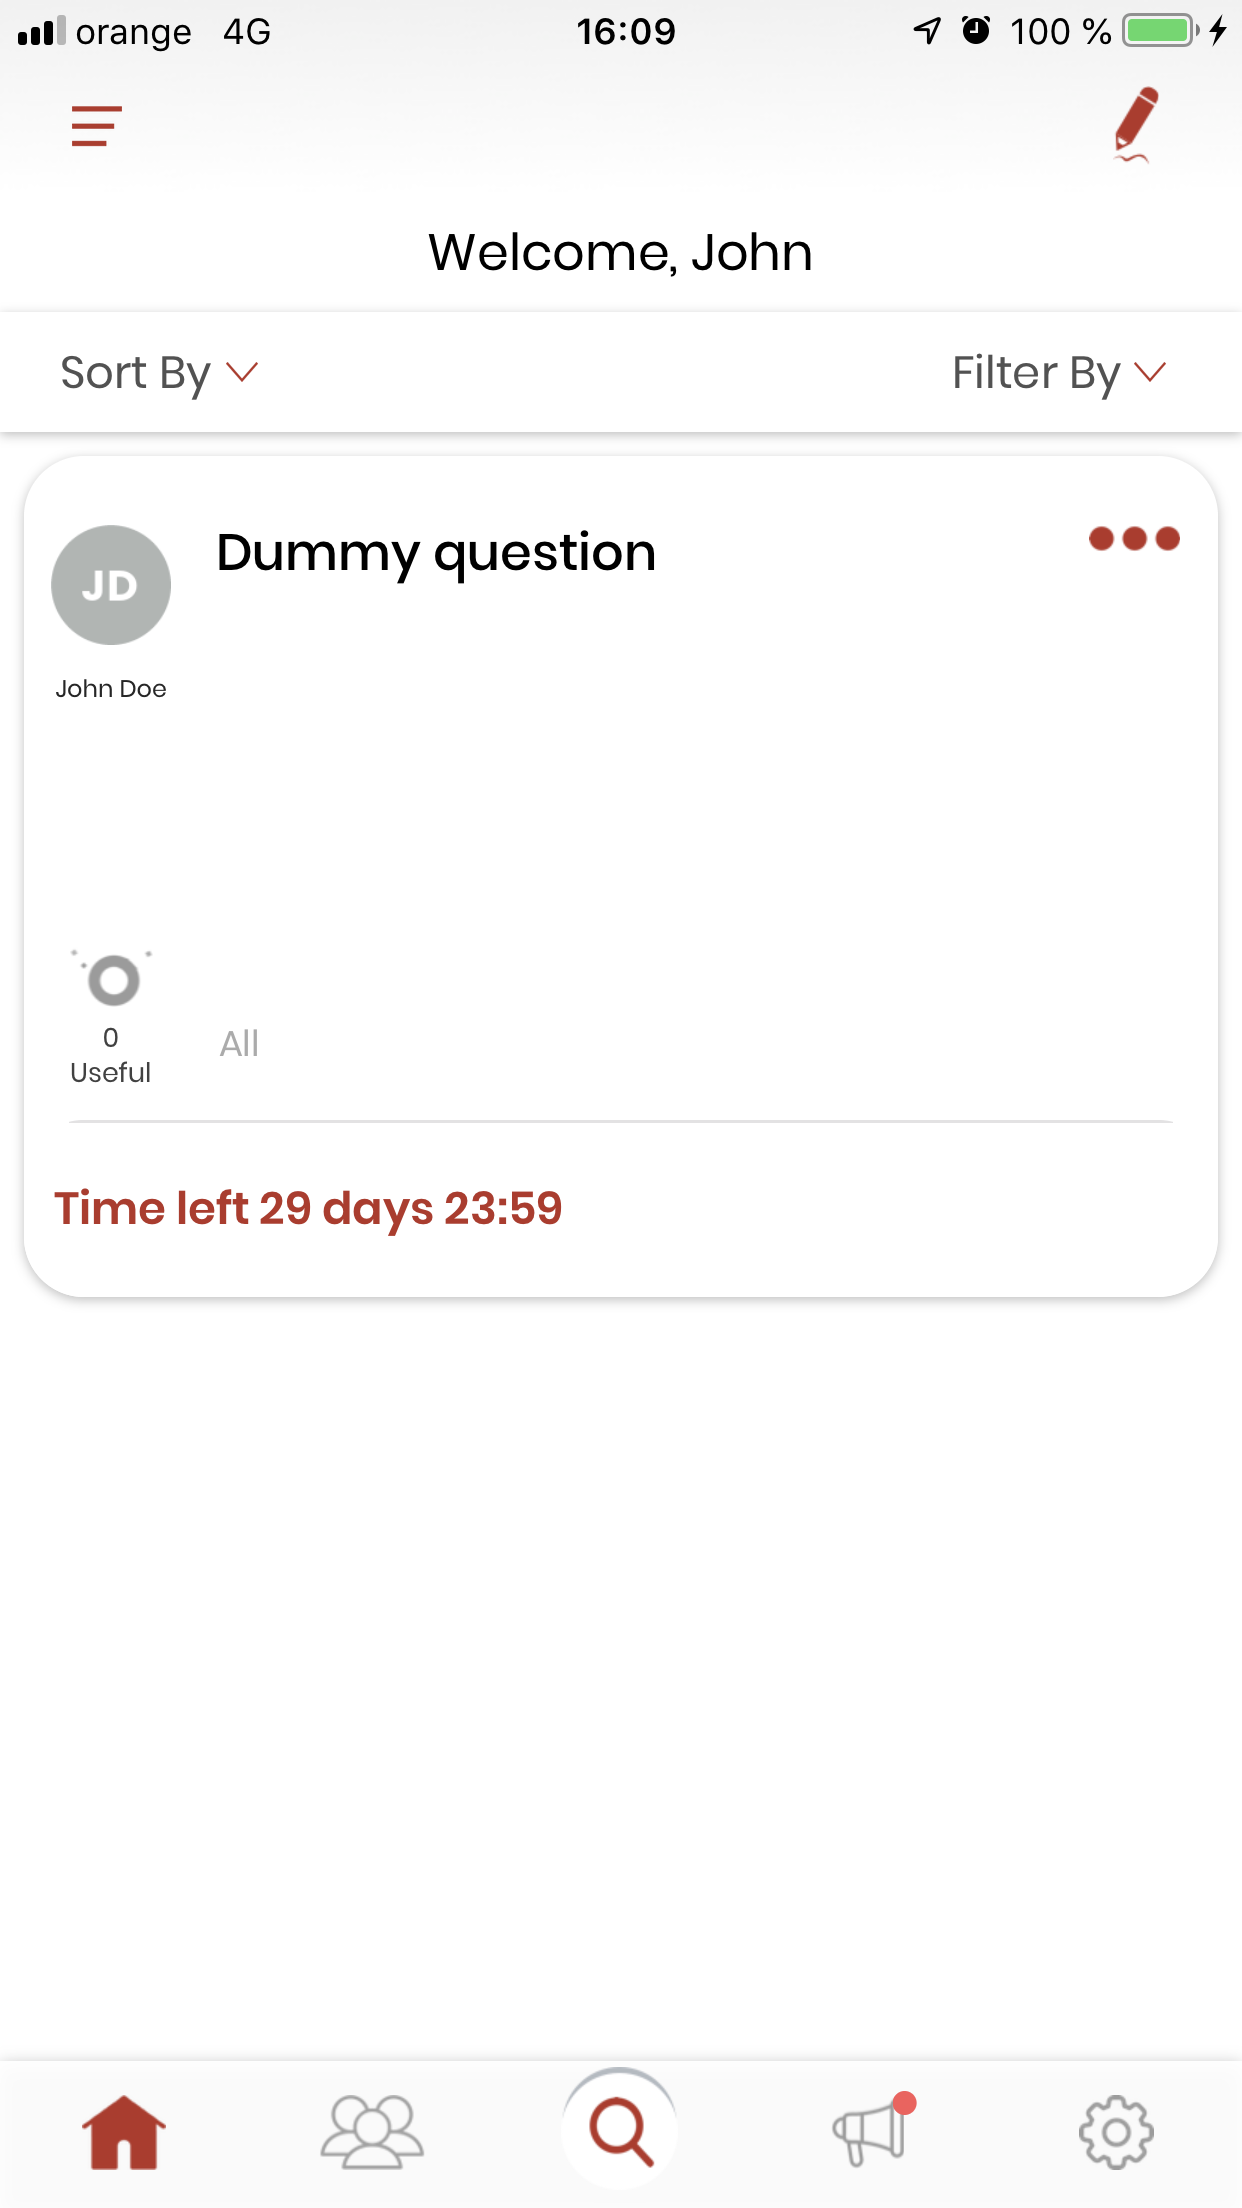 orange 4G 16:09 100 %
Welcome, John
Sort By Filter By
Dummy question
JD
John Doe
0
Useful
All
Time left 29 days 23:59